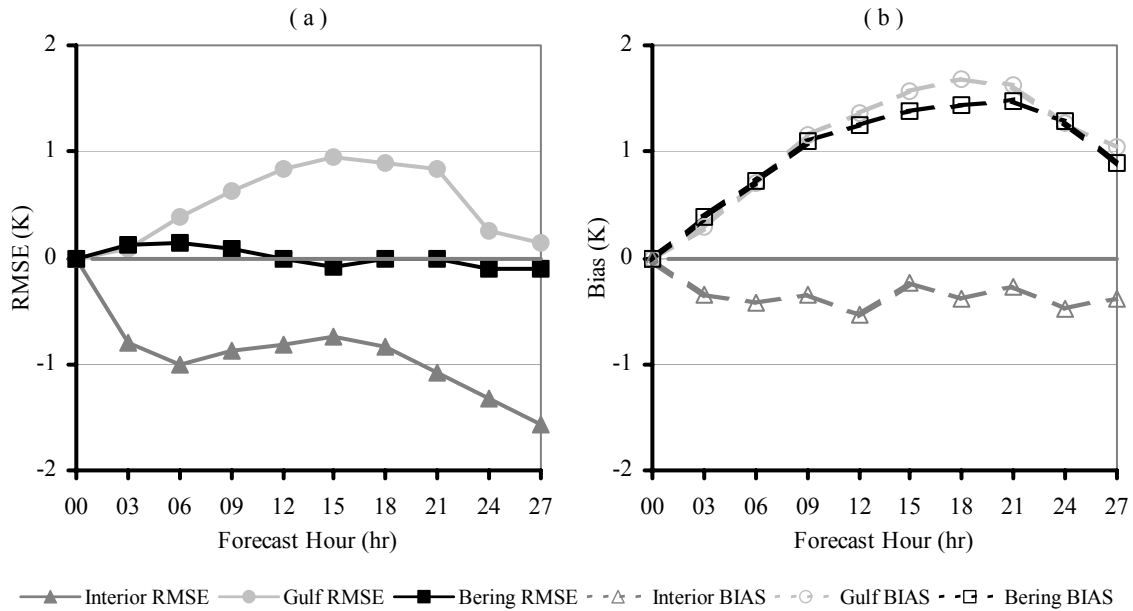 ( a )
2
1
0
-1
-2
RMSE (K)
00 03 06 09 12 15 18 21 24 27
Forecast Hour (hr)
( b )
2
1
0
-1
-2
Bias (K)
00 03 06 09 12 15 18 21 24 27
Forecast Hour (hr)
Interior RMSE Gulf RMSE Bering RMSE Interior BIAS Gulf BIAS Bering BIAS